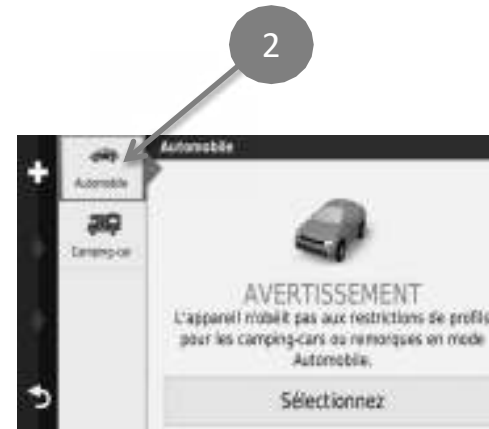 2
Automobile
Automobile
Camping-car
AVERTISSEMENT
L'appareil n'obéit pas aux restrictions de profils
pour les camping-cars ou remorques en mode
Automobile.
Sélectionnez